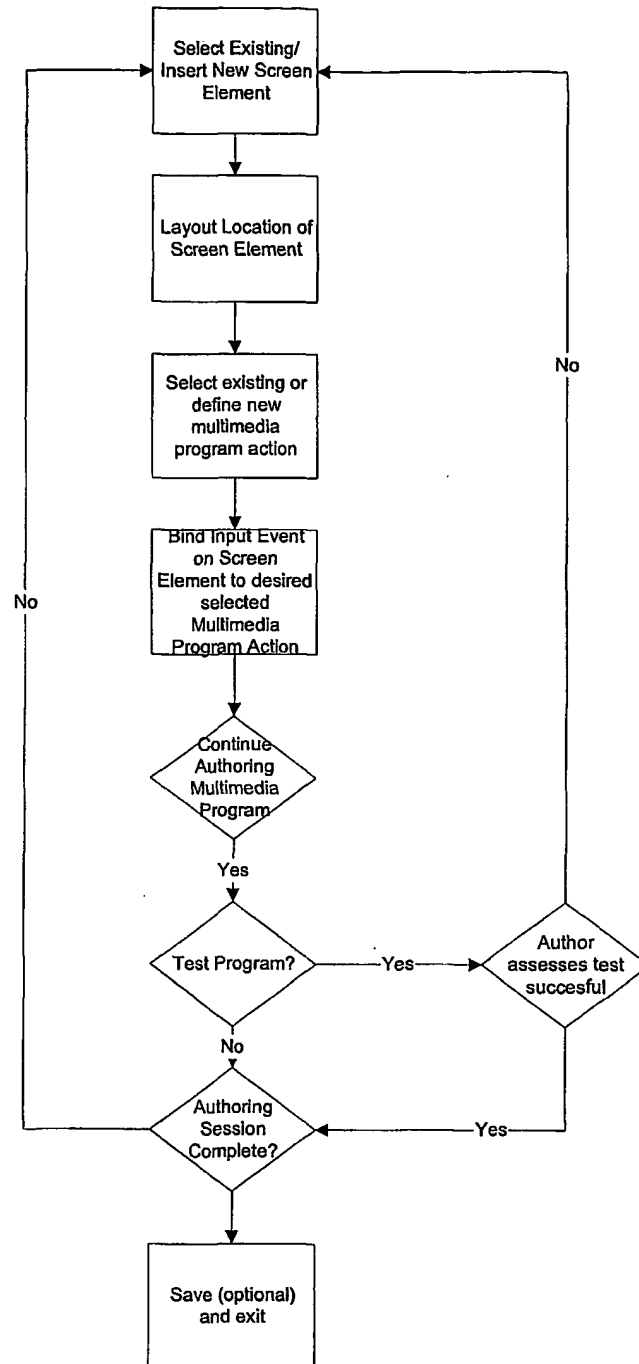 Select Existing/
Insert New Screen
Element
Layout Location of
Screen Element
Select existing or
define new
multimedia
program action
Bind Input Event
on Screen
Element to desired
selected
Multimedia
Program Action
Continue
Authoring
Multimedia
Program
Yes
Test Program?
Yes
Author
assesses test
succesful
No
No
No
Authoring
Session
Complete?
Yes
Save (optional)
and exit